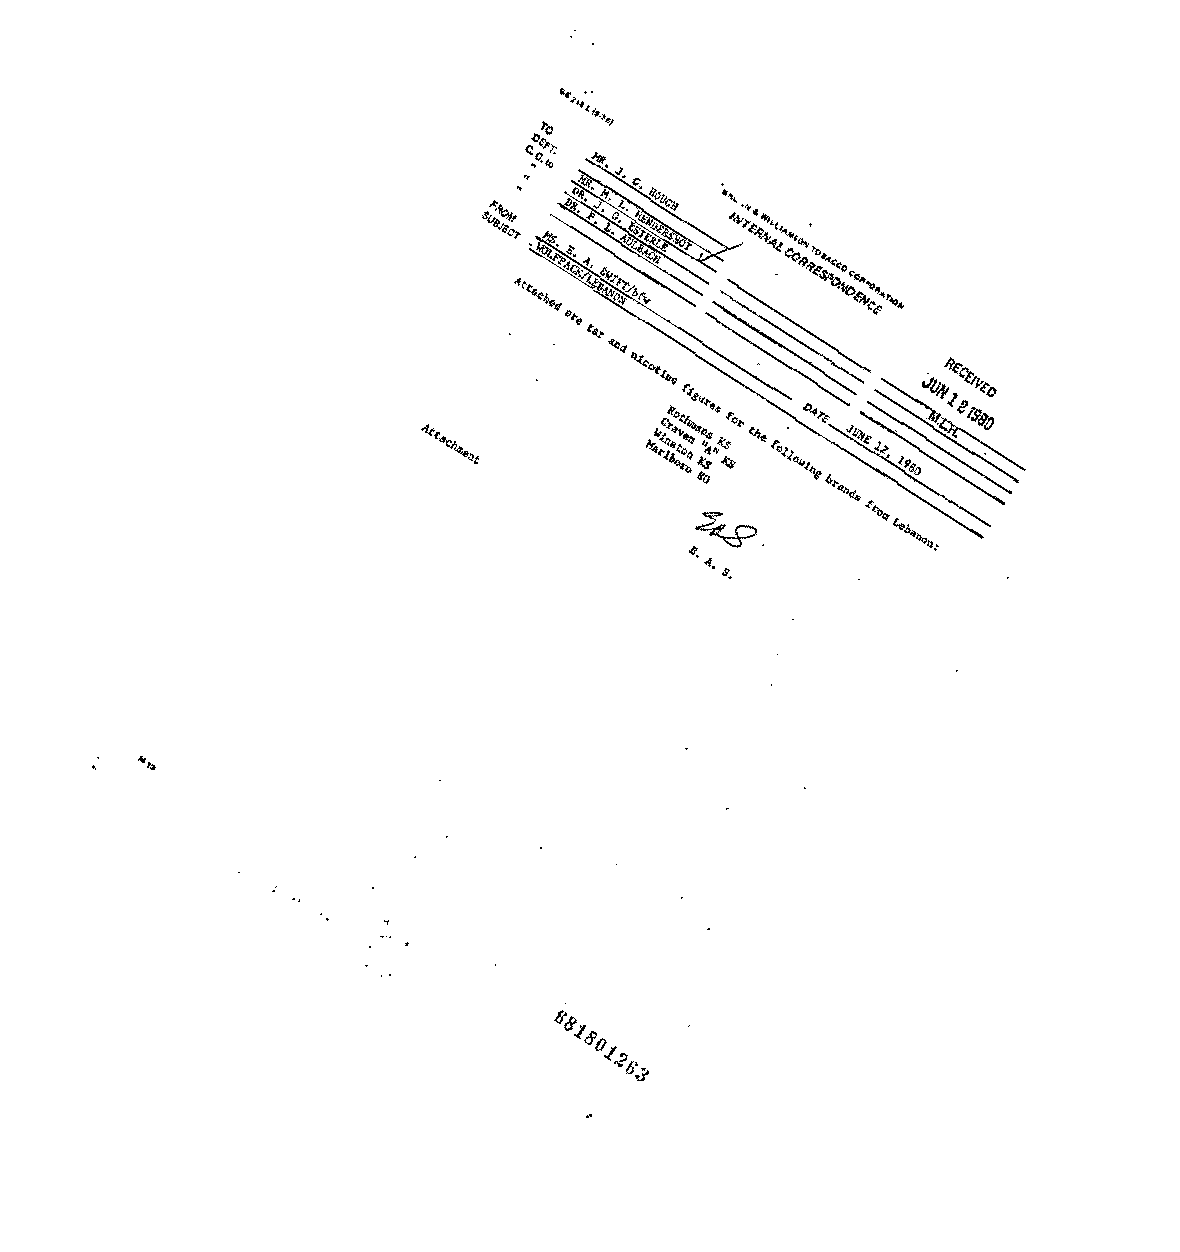 BROWN & WILLIAMSON TOBACCO CORPORATION
INTERNAL CORRESPONDENCE
RECEIVED
JUN 12 1980
M.L.H.
TO MR. J. C. HOUGH
DEPT.
C.C. to MR. M. L. HENDERSHOT
" DR. J. G. ESTERLE
" DR. F. L. AULBACH
"
FROM MS. E. A. SWIFT/bfw DATE JUNE 12, 1980
SUBJECT WOLFPACK/LEBANON
Attached are tar and nicotine figures for the following brands from Lebanon:
Rothmans KS
Craven "A" KS
Winston KS
Marlboro KS
EAS
E. A. S.
Attachment
681801263